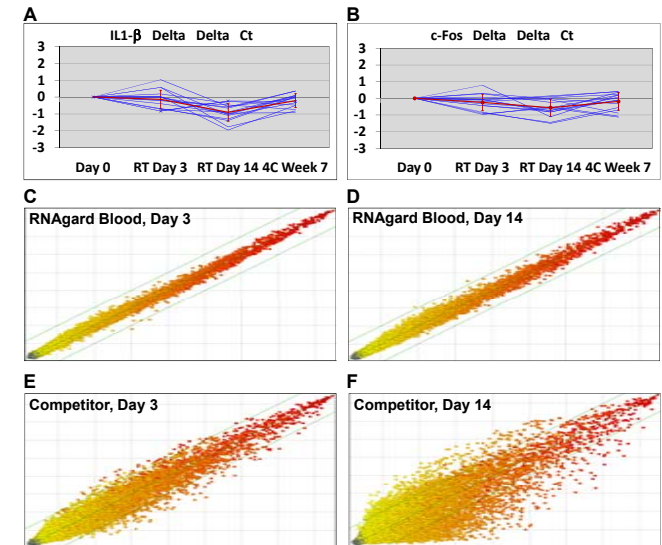 A
IL1-β Delta Delta Ct
3
2
1
0
-1
-2
-3
Day 0 RT Day 3 RT Day 14 4C Week 7
B
c-Fos Delta Delta Ct
3
2
1
0
-1
-2
-3
Day 0 RT Day 3 RT Day 14 4C Week 7
C
RNAgard Blood, Day 3
D
RNAgard Blood, Day 14
E
Competitor, Day 3
F
Competitor, Day 14